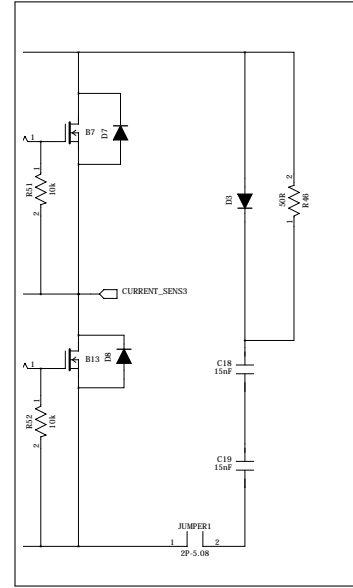 1
B7
D7
R51
10k
1
2
D3
50R
R46
2
1
CURRENT_SENS3
1
B13
D8
R52
10k
1
2
C18
15nF
C19
15nF
JUMPER1
1
2
2P-5.08